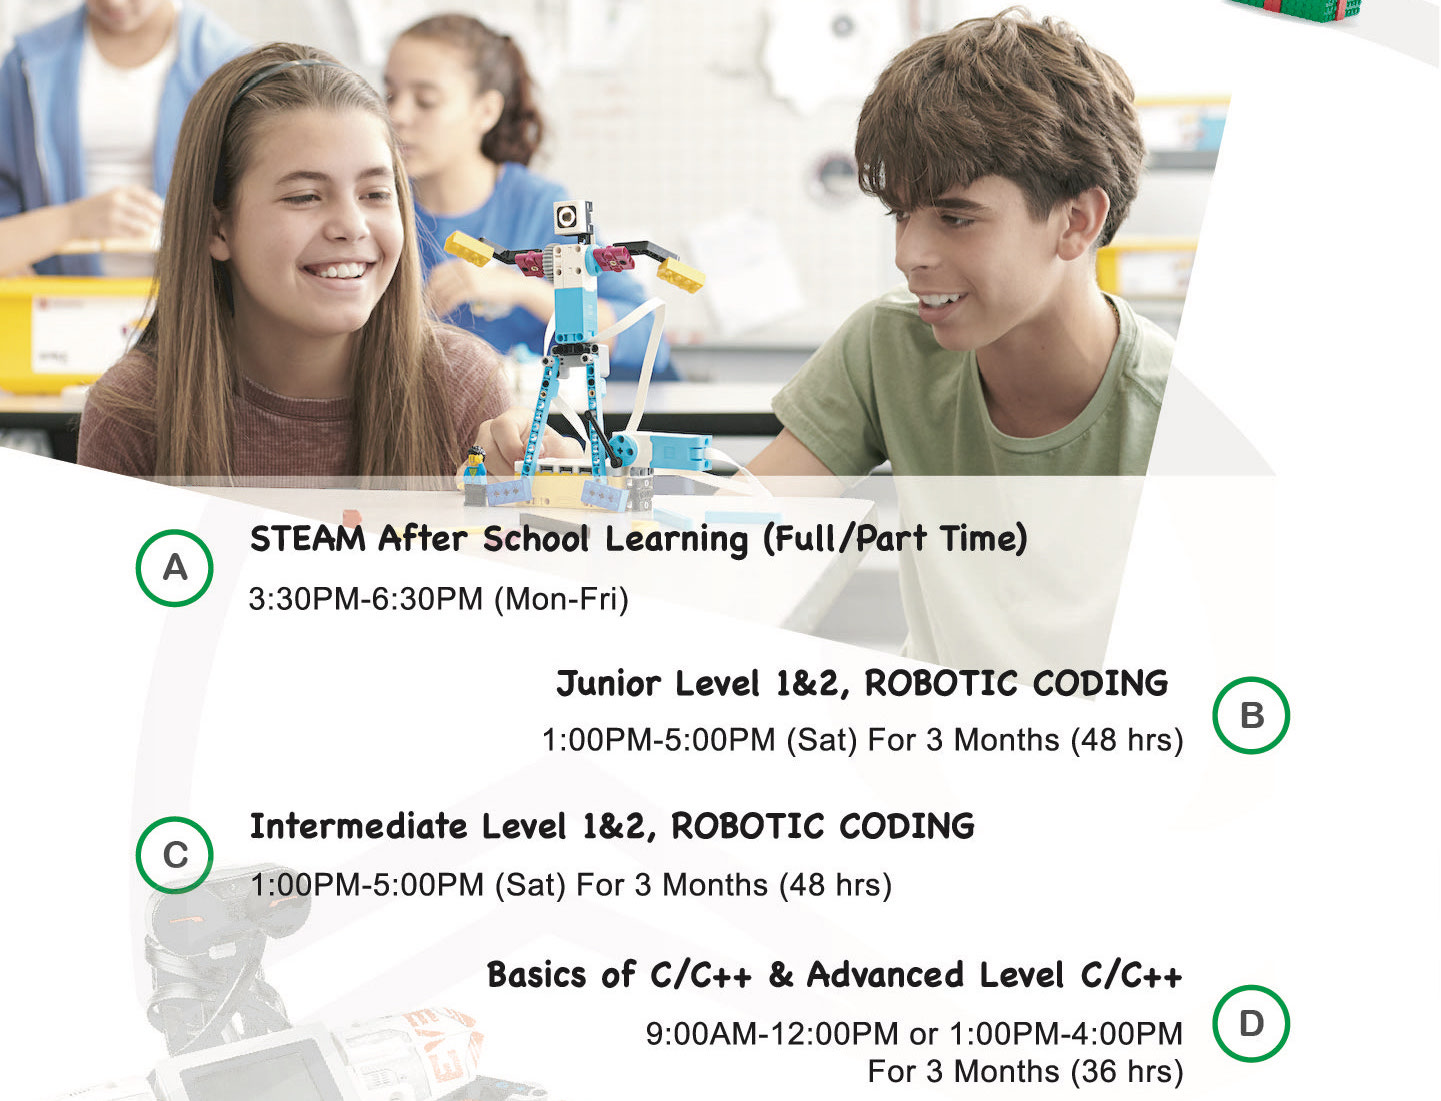 A
STEAM After School Learning (Full/Part Time)
3:30PM-6:30PM (Mon-Fri)
Junior Level 1&2, ROBOTIC CODING
B
1:00PM-5:00PM (Sat) For 3 Months (48 hrs)
Intermediate Level 1&2, ROBOTIC CODING
C
1:00PM-5:00PM (Sat) For 3 Months (48 hrs)
Basics of C/C++ & Advanced Level C/C++
D
9:00AM-12:00PM or 1:00PM-4:00PM
For 3 Months (36 hrs)
EV3